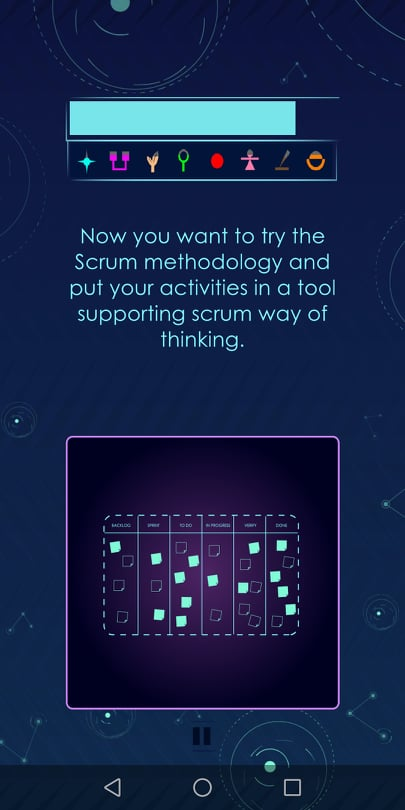 Now you want to try the
Scrum methodology and
put your activities in a tool
supporting scrum way of
thinking.
BACKLOG SPRINT TO DO IN PROGRESS VERIFY DONE